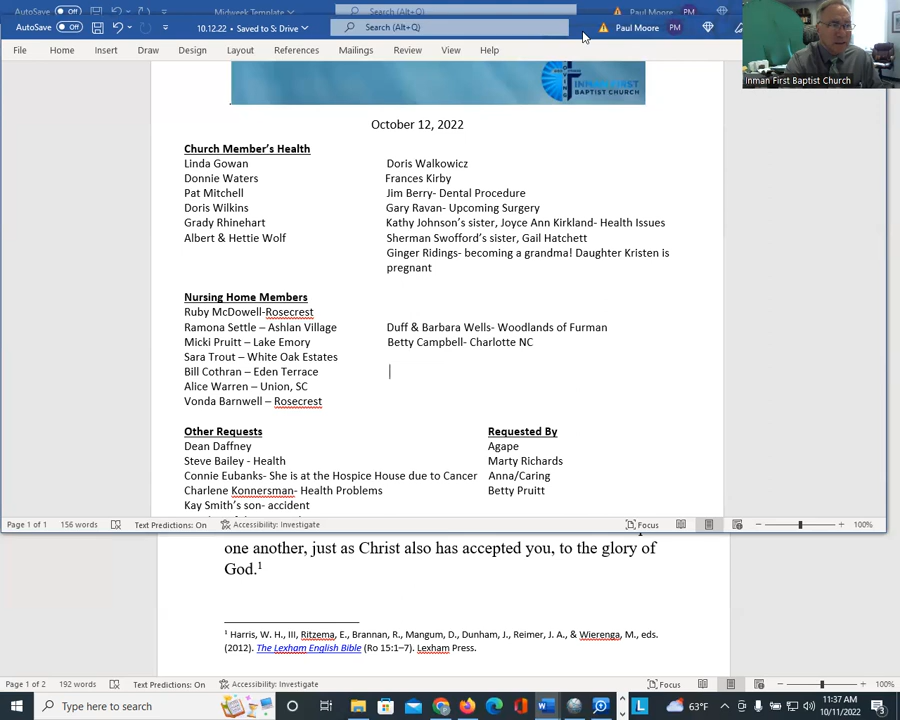 AutoSave Off Midweek Template Search (Alt+Q) Paul Moore PM
AutoSave Off 10.12.22 • Saved to S: Drive Search (Alt+Q) Paul Moore PM
File Home Insert Draw Design Layout References Mailings Review View Help
Inman First Baptist Church
INMAN FIRST
BAPTIST CHURCH
October 12, 2022
Church Member's Health
Linda Gowan Doris Walkowicz
Donnie Waters Frances Kirby
Pat Mitchell Jim Berry- Dental Procedure
Doris Wilkins Gary Ravan- Upcoming Surgery
Grady Rhinehart Kathy Johnson's sister, Joyce Ann Kirkland- Health Issues
Albert & Hettie Wolf Sherman Swofford's sister, Gail Hatchett
Ginger Ridings- becoming a grandma! Daughter Kristen is
pregnant
Nursing Home Members
Ruby McDowell-Rosecrest
Ramona Settle – Ashlan Village Duff & Barbara Wells- Woodlands of Furman
Micki Pruitt – Lake Emory Betty Campbell- Charlotte NC
Sara Trout – White Oak Estates
Bill Cothran – Eden Terrace
Alice Warren – Union, SC
Vonda Barnwell – Rosecrest
Other Requests Requested By
Dean Daffney Agape
Steve Bailey - Health Marty Richards
Connie Eubanks- She is at the Hospice House due to Cancer Anna/Caring
Charlene Konnersman- Health Problems Betty Pruitt
Kay Smith's son- accident
Page 1 of 1 156 words Text Predictions: On Accessibility: Investigate Focus 100%
one another, just as Christ also has accepted you, to the glory of
God.1
1 Harris, W. H., III, Ritzema, E., Brannan, R., Mangum, D., Dunham, J., Reimer, J. A., & Wierenga, M., eds.
(2012). The Lexham English Bible (Ro 15:1–7). Lexham Press.
Page 1 of 2 192 words Text Predictions: On Accessibility: Investigate Focus 100%
Type here to search 63°F 11:37 AM
10/11/2022
3